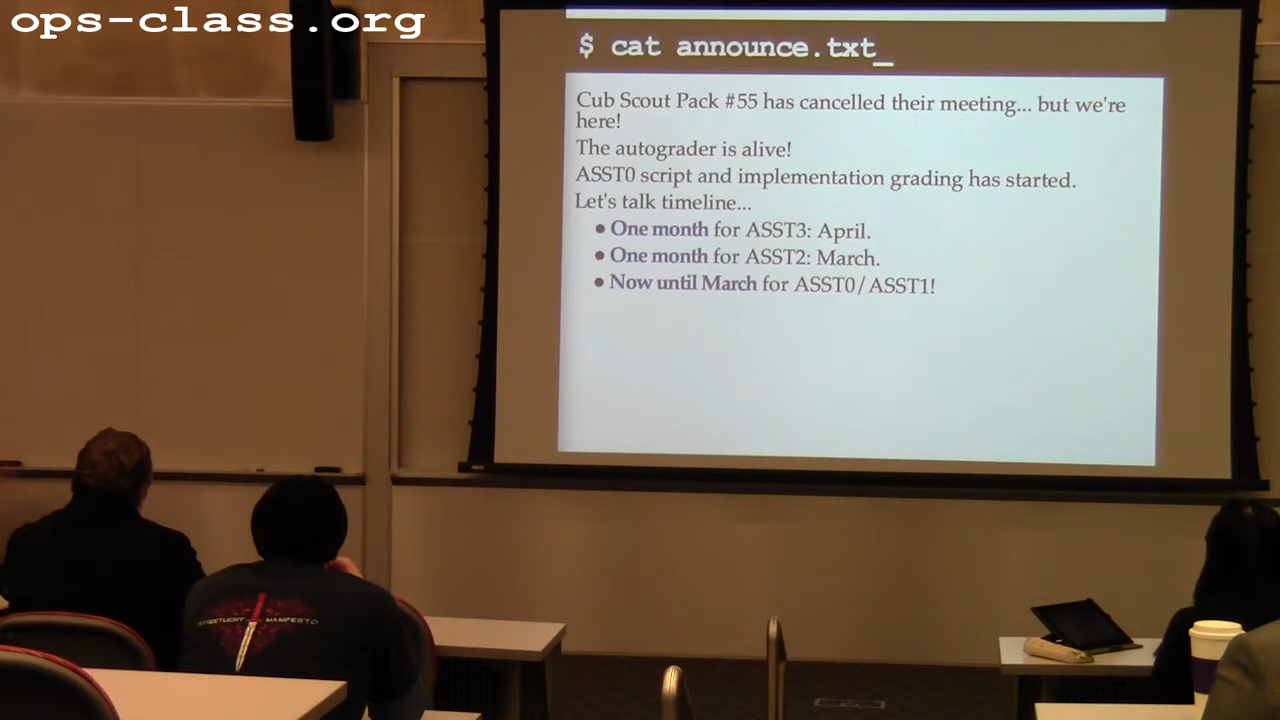 ops-class.org
$ cat announce.txt_
Cub Scout Pack #55 has cancelled their meeting... but we're
here!
The autograder is alive!
ASST0 script and implementation grading has started.
Let's talk timeline...
• One month for ASST3: April.
• One month for ASST2: March.
• Now until March for ASST0/ASST1!
STREETLIGHT MANIFESTO